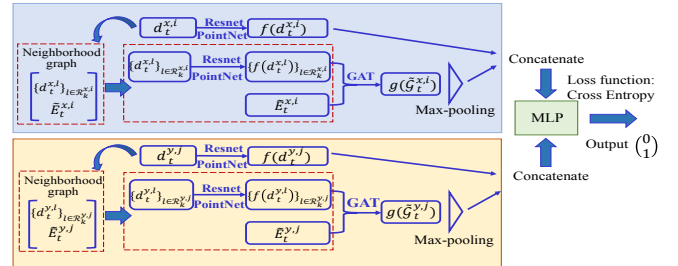 Neighborhood
graph
[{d_t^{x,l}}_{l∈ℛ_k^{x,i}}
Ẽ_t^{x,i}]
d_t^{x,i} Resnet PointNet f(d_t^{x,i})
{d_t^{x,l}}_{l∈ℛ_k^{x,i}} Resnet PointNet {f(d_t^{x,l})}_{l∈ℛ_k^{x,i}}
Ẽ_t^{x,i}
GAT
g(G̃_t^{x,i})
Max-pooling
Neighborhood
graph
[{d_t^{y,l}}_{l∈ℛ_k^{y,j}}
Ẽ_t^{y,j}]
d_t^{y,j} Resnet PointNet f(d_t^{y,j})
{d_t^{y,l}}_{l∈ℛ_k^{y,j}} Resnet PointNet {f(d_t^{y,l})}_{l∈ℛ_k^{y,j}}
Ẽ_t^{y,j}
GAT
g(G̃_t^{y,j})
Max-pooling
Concatenate
Loss function:
Cross Entropy
MLP
Output (0 1)
Concatenate